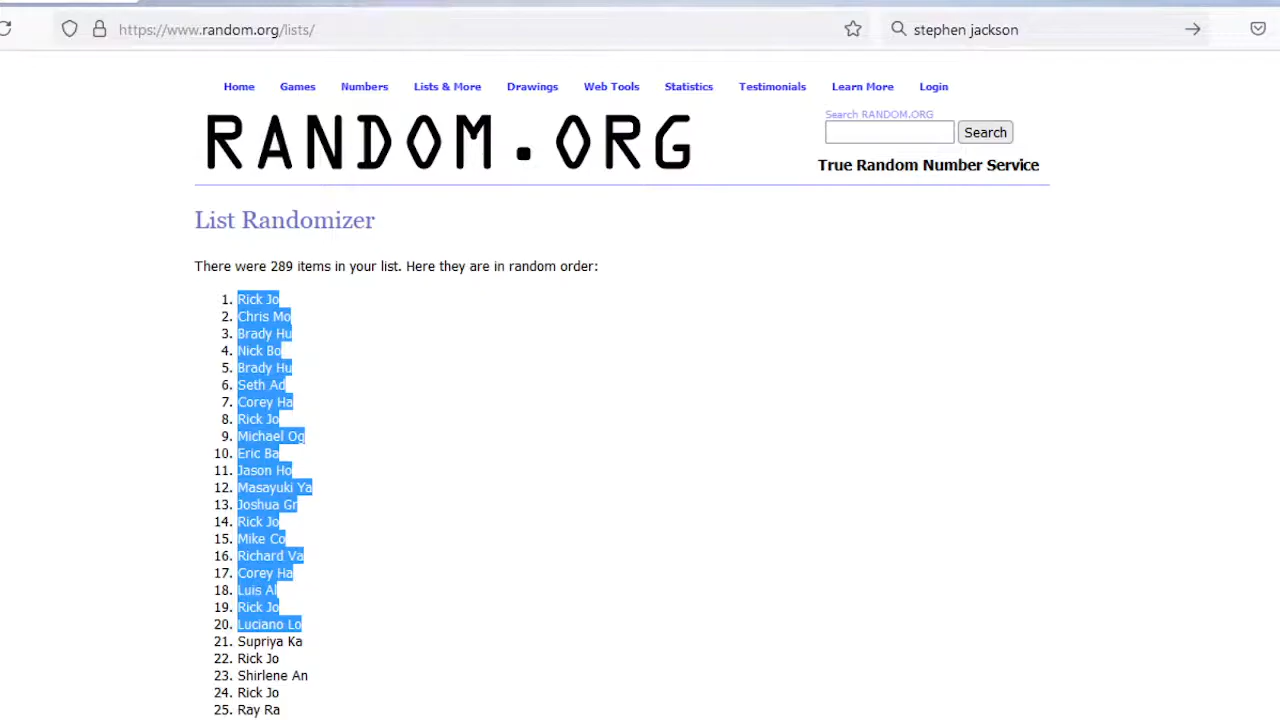 https://www.random.org/lists/
stephen jackson
Home Games Numbers Lists & More Drawings Web Tools Statistics Testimonials Learn More Login
RANDOM.ORG
Search RANDOM.ORG
Search
True Random Number Service
List Randomizer
There were 289 items in your list. Here they are in random order:
1. Rick Jo
2. Chris Mo
3. Brady Hu
4. Nick Bo
5. Brady Hu
6. Seth Ad
7. Corey Ha
8. Rick Jo
9. Michael Og
10. Eric Ba
11. Jason Ho
12. Masayuki Ya
13. Joshua Gr
14. Rick Jo
15. Mike Co
16. Richard Va
17. Corey Ha
18. Luis Al
19. Rick Jo
20. Luciano Lo
21. Supriya Ka
22. Rick Jo
23. Shirlene An
24. Rick Jo
25. Ray Ra